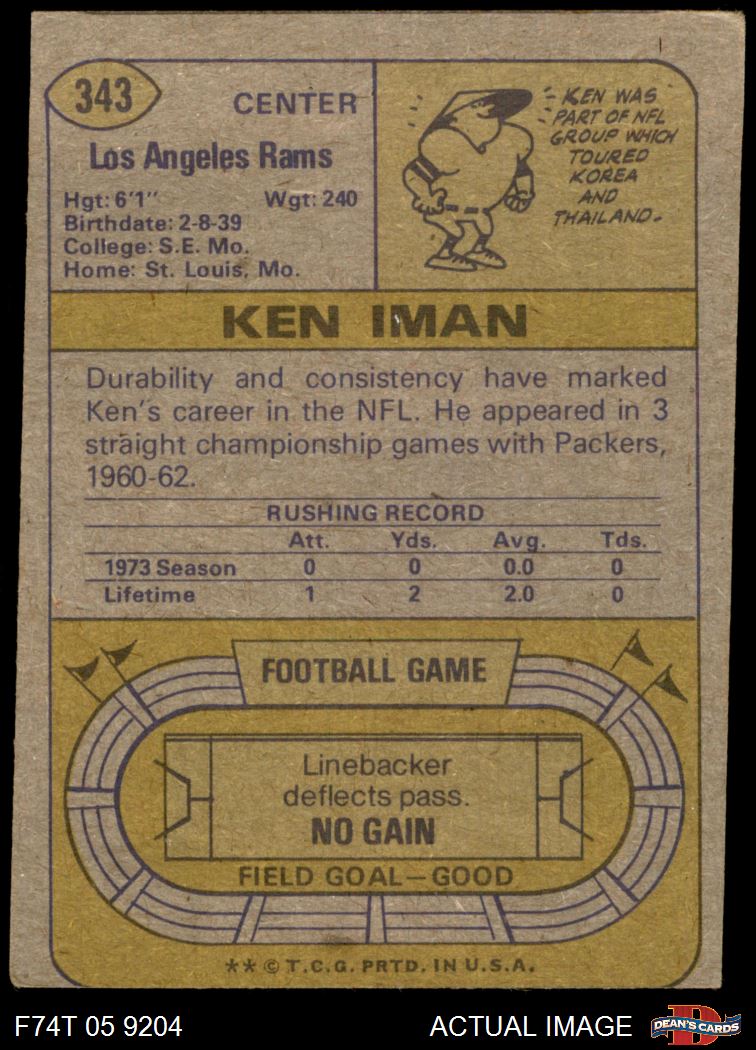 343
CENTER
Los Angeles Rams
Hgt: 6'1" Wgt: 240
Birthdate: 2-8-39
College: S.E. Mo.
Home: St. Louis, Mo.
KEN WAS
PART OF NFL
GROUP WHICH
TOURED
KOREA
AND
THAILAND.
KEN IMAN
Durability and consistency have marked
Ken's career in the NFL. He appeared in 3
straight championship games with Packers,
1960-62.
RUSHING RECORD
Att. Yds. Avg. Tds.
1973 Season 0 0 0.0 0
Lifetime 1 2 2.0 0
FOOTBALL GAME
Linebacker
deflects pass.
NO GAIN
FIELD GOAL—GOOD
** © T.C.G. PRTD. IN U.S.A.
F74T 05 9204 ACTUAL IMAGE
D
DEAN'S CARDS